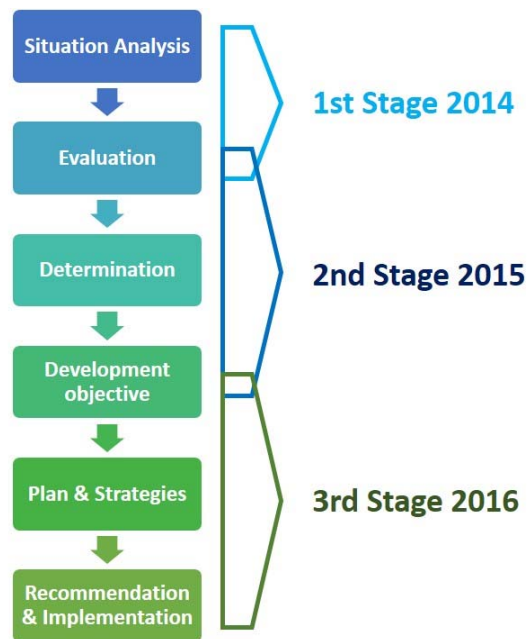 Situation Analysis
Evaluation
Determination
Development
objective
Plan & Strategies
Recommendation
& Implementation
1st Stage 2014
2nd Stage 2015
3rd Stage 2016